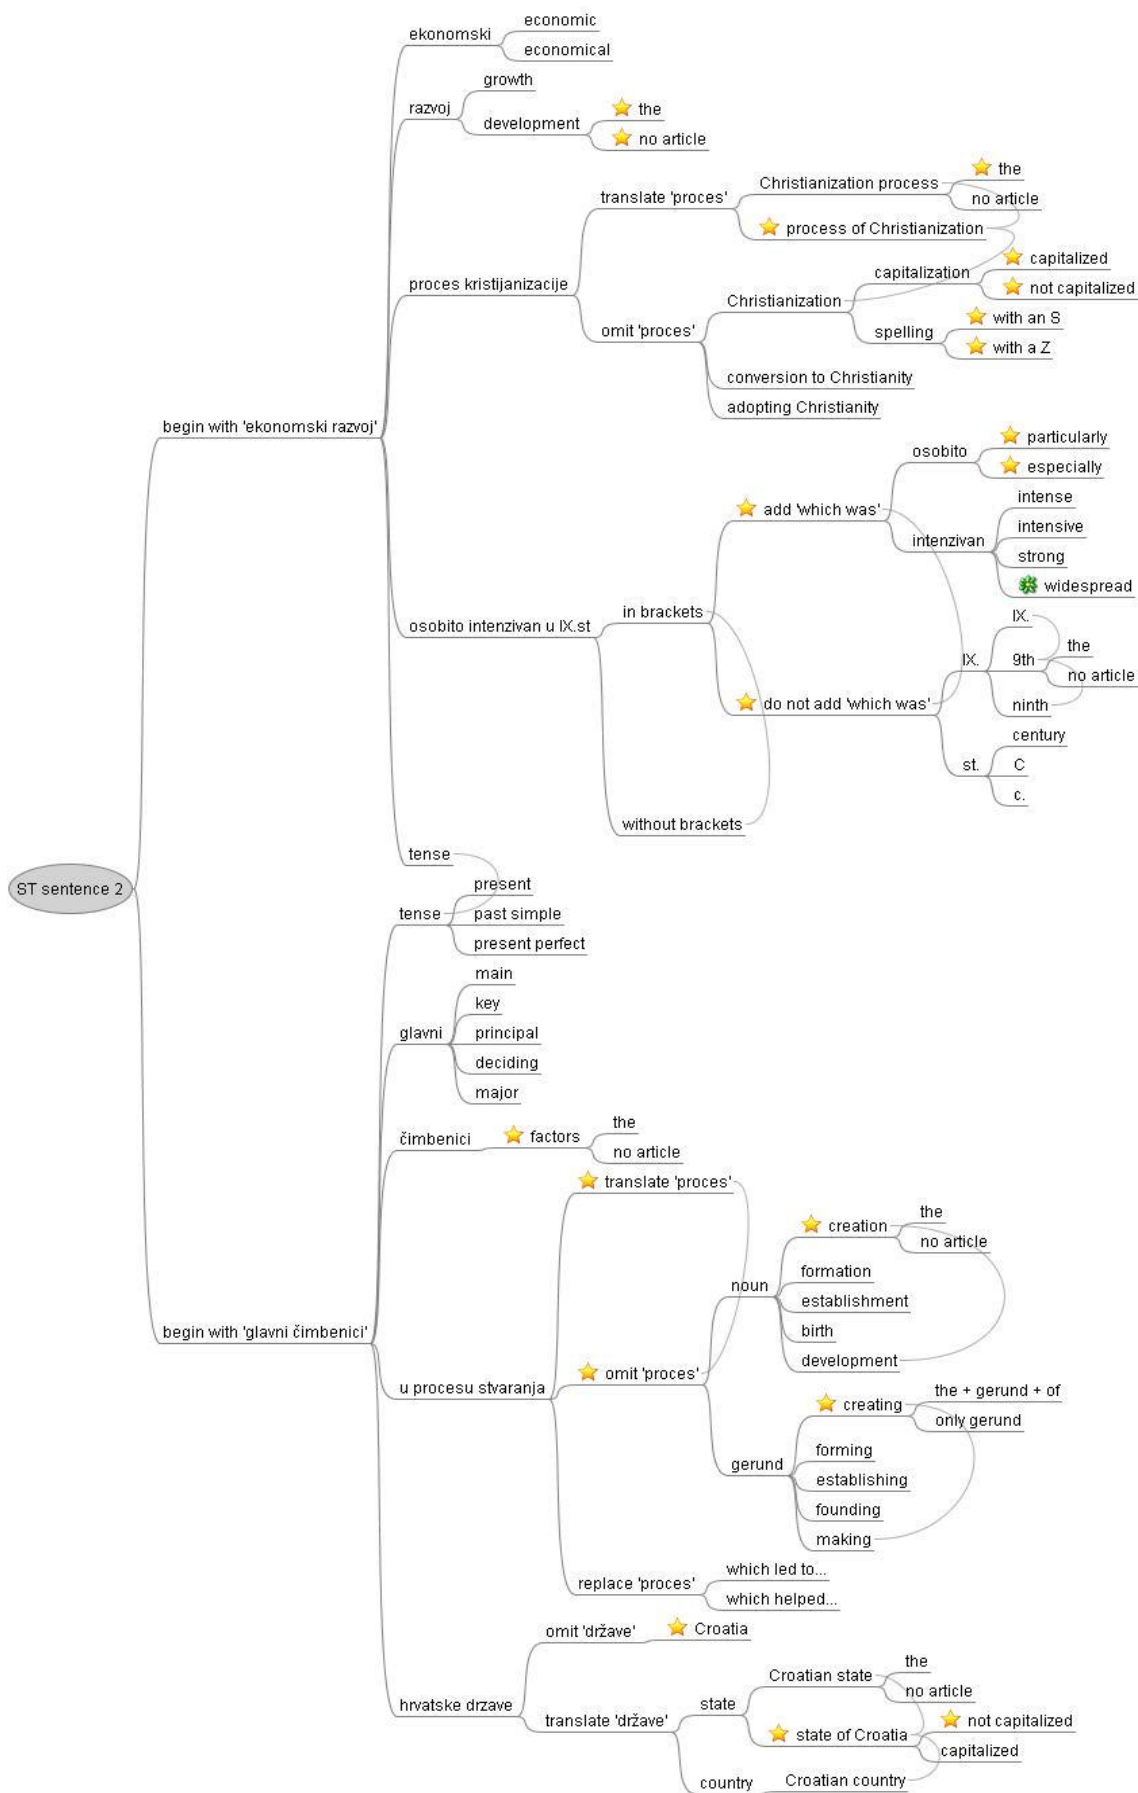 ST sentence 2
begin with 'ekonomski razvoj'
ekonomski
economic
economical
razvoj
growth
development
the
no article
proces kristijanizacije
translate 'proces'
Christianization process
the
no article
process of Christianization
omit 'proces'
Christianization
capitalization
capitalized
not capitalized
spelling
with an S
with a Z
conversion to Christianity
adopting Christianity
osobito intenzivan u IX.st
in brackets
add 'which was'
osobito
particularly
especially
intenzivan
intense
intensive
strong
widespread
do not add 'which was'
IX.
IX.
9th
the
no article
ninth
st.
century
C
c.
without brackets
tense
begin with 'glavni čimbenici'
tense
present
past simple
present perfect
glavni
main
key
principal
deciding
major
čimbenici
factors
the
no article
u procesu stvaranja
translate 'proces'
omit 'proces'
noun
creation
the
no article
formation
establishment
birth
development
gerund
creating
the + gerund + of
only gerund
forming
establishing
founding
making
replace 'proces'
which led to...
which helped...
hrvatske drzave
omit 'države'
Croatia
translate 'države'
state
Croatian state
the
no article
state of Croatia
not capitalized
capitalized
country
Croatian country